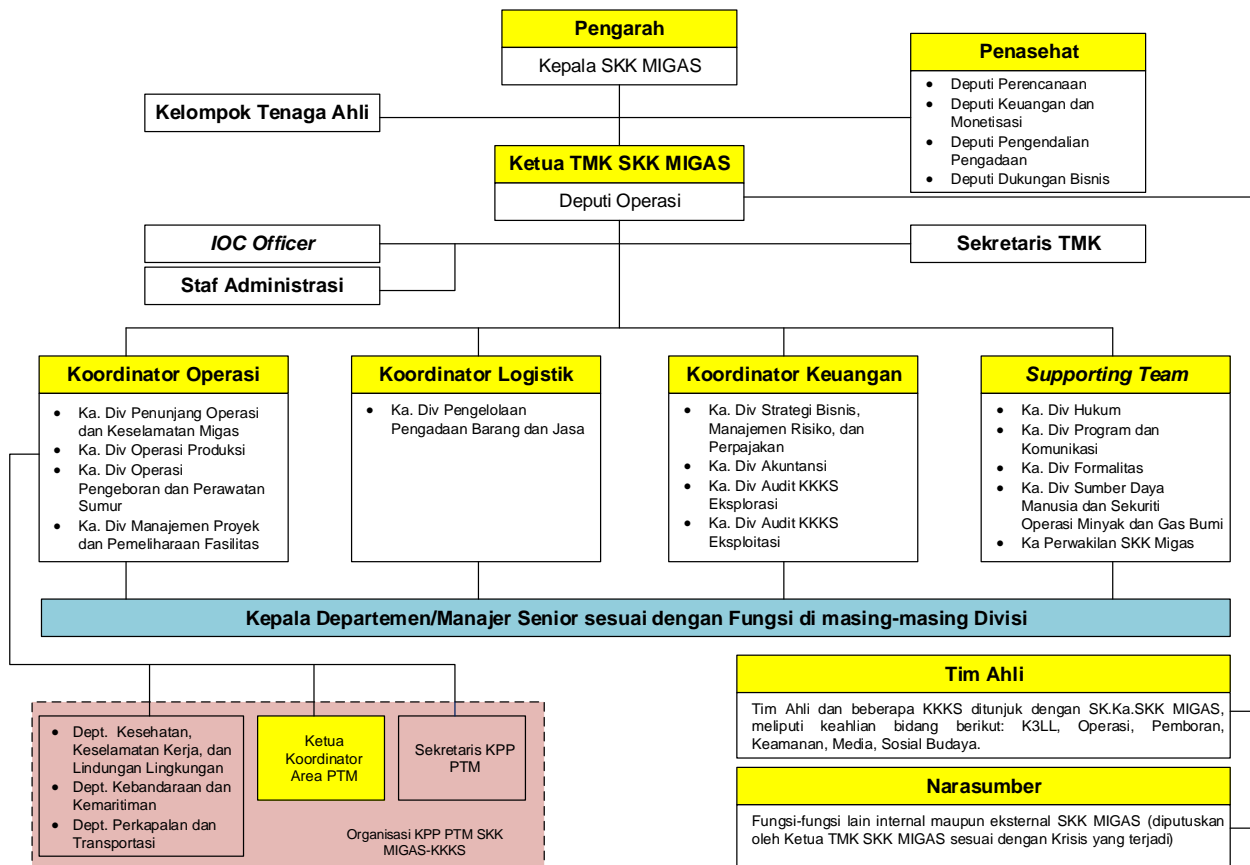 Pengarah
Kepala SKK MIGAS
Penasehat
• Deputi Perencanaan
• Deputi Keuangan dan
Monetisasi
• Deputi Pengendalian
Pengadaan
• Deputi Dukungan Bisnis
Kelompok Tenaga Ahli
Ketua TMK SKK MIGAS
Deputi Operasi
IOC Officer
Staf Administrasi
Sekretaris TMK
Koordinator Operasi
• Ka. Div Penunjang Operasi
dan Keselamatan Migas
• Ka. Div Operasi Produksi
• Ka. Div Operasi
Pengeboran dan Perawatan
Sumur
• Ka. Div Manajemen Proyek
dan Pemeliharaan Fasilitas
Koordinator Logistik
• Ka. Div Pengelolaan
Pengadaan Barang dan Jasa
Koordinator Keuangan
• Ka. Div Strategi Bisnis,
Manajemen Risiko, dan
Perpajakan
• Ka. Div Akuntansi
• Ka. Div Audit KKKS
Eksplorasi
• Ka. Div Audit KKKS
Eksploitasi
Supporting Team
• Ka. Div Hukum
• Ka. Div Program dan
Komunikasi
• Ka. Div Formalitas
• Ka. Div Sumber Daya
Manusia dan Sekuriti
Operasi Minyak dan Gas Bumi
• Ka Perwakilan SKK Migas
Kepala Departemen/Manajer Senior sesuai dengan Fungsi di masing-masing Divisi
• Dept. Kesehatan,
Keselamatan Kerja, dan
Lindungan Lingkungan
• Dept. Kebandaraan dan
Kemaritiman
• Dept. Perkapalan dan
Transportasi
Ketua
Koordinator
Area PTM
Sekretaris KPP
PTM
Organisasi KPP PTM SKK
MIGAS-KKKS
Tim Ahli
Tim Ahli dan beberapa KKKS ditunjuk dengan SK.Ka.SKK MIGAS,
meliputi keahlian bidang berikut: K3LL, Operasi, Pemboran,
Keamanan, Media, Sosial Budaya.
Narasumber
Fungsi-fungsi lain internal maupun eksternal SKK MIGAS (diputuskan
oleh Ketua TMK SKK MIGAS sesuai dengan Krisis yang terjadi)